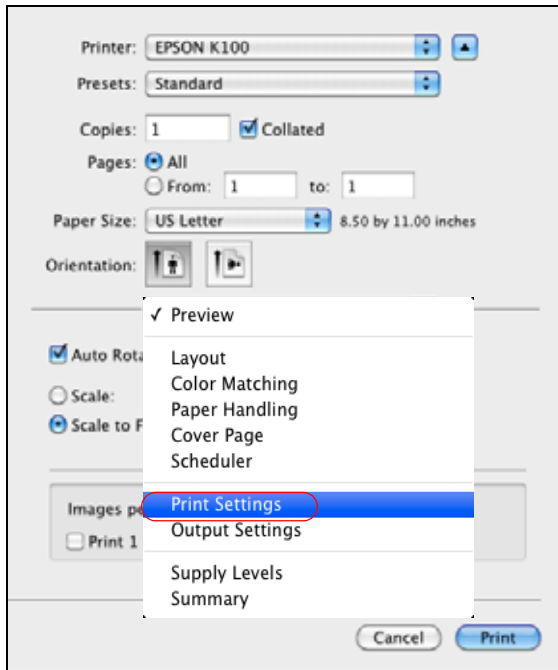 Printer: EPSON K100
Presets: Standard
Copies: 1 Collated
Pages: All
From: 1 to: 1
Paper Size: US Letter 8.50 by 11.00 inches
Orientation:
✓ Preview
Auto Rota
Layout
Color Matching
Scale:
Paper Handling
Scale to F
Cover Page
Scheduler
Images pe
Print Settings
Output Settings
Print 1
Supply Levels
Summary
Cancel Print